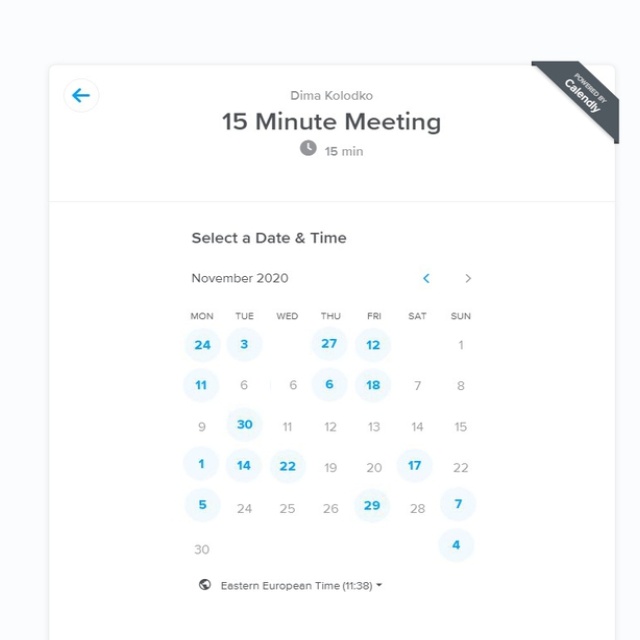 POWERED BY
Calendly
Dima Kolodko
15 Minute Meeting
15 min
Select a Date & Time
November 2020 < >
MON TUE WED THU FRI SAT SUN
24 3 27 12 1
11 6 6 6 18 7 8
9 30 11 12 13 14 15
1 14 22 19 20 17 22
5 24 25 26 29 28 7
30 4
Eastern European Time (11:38)